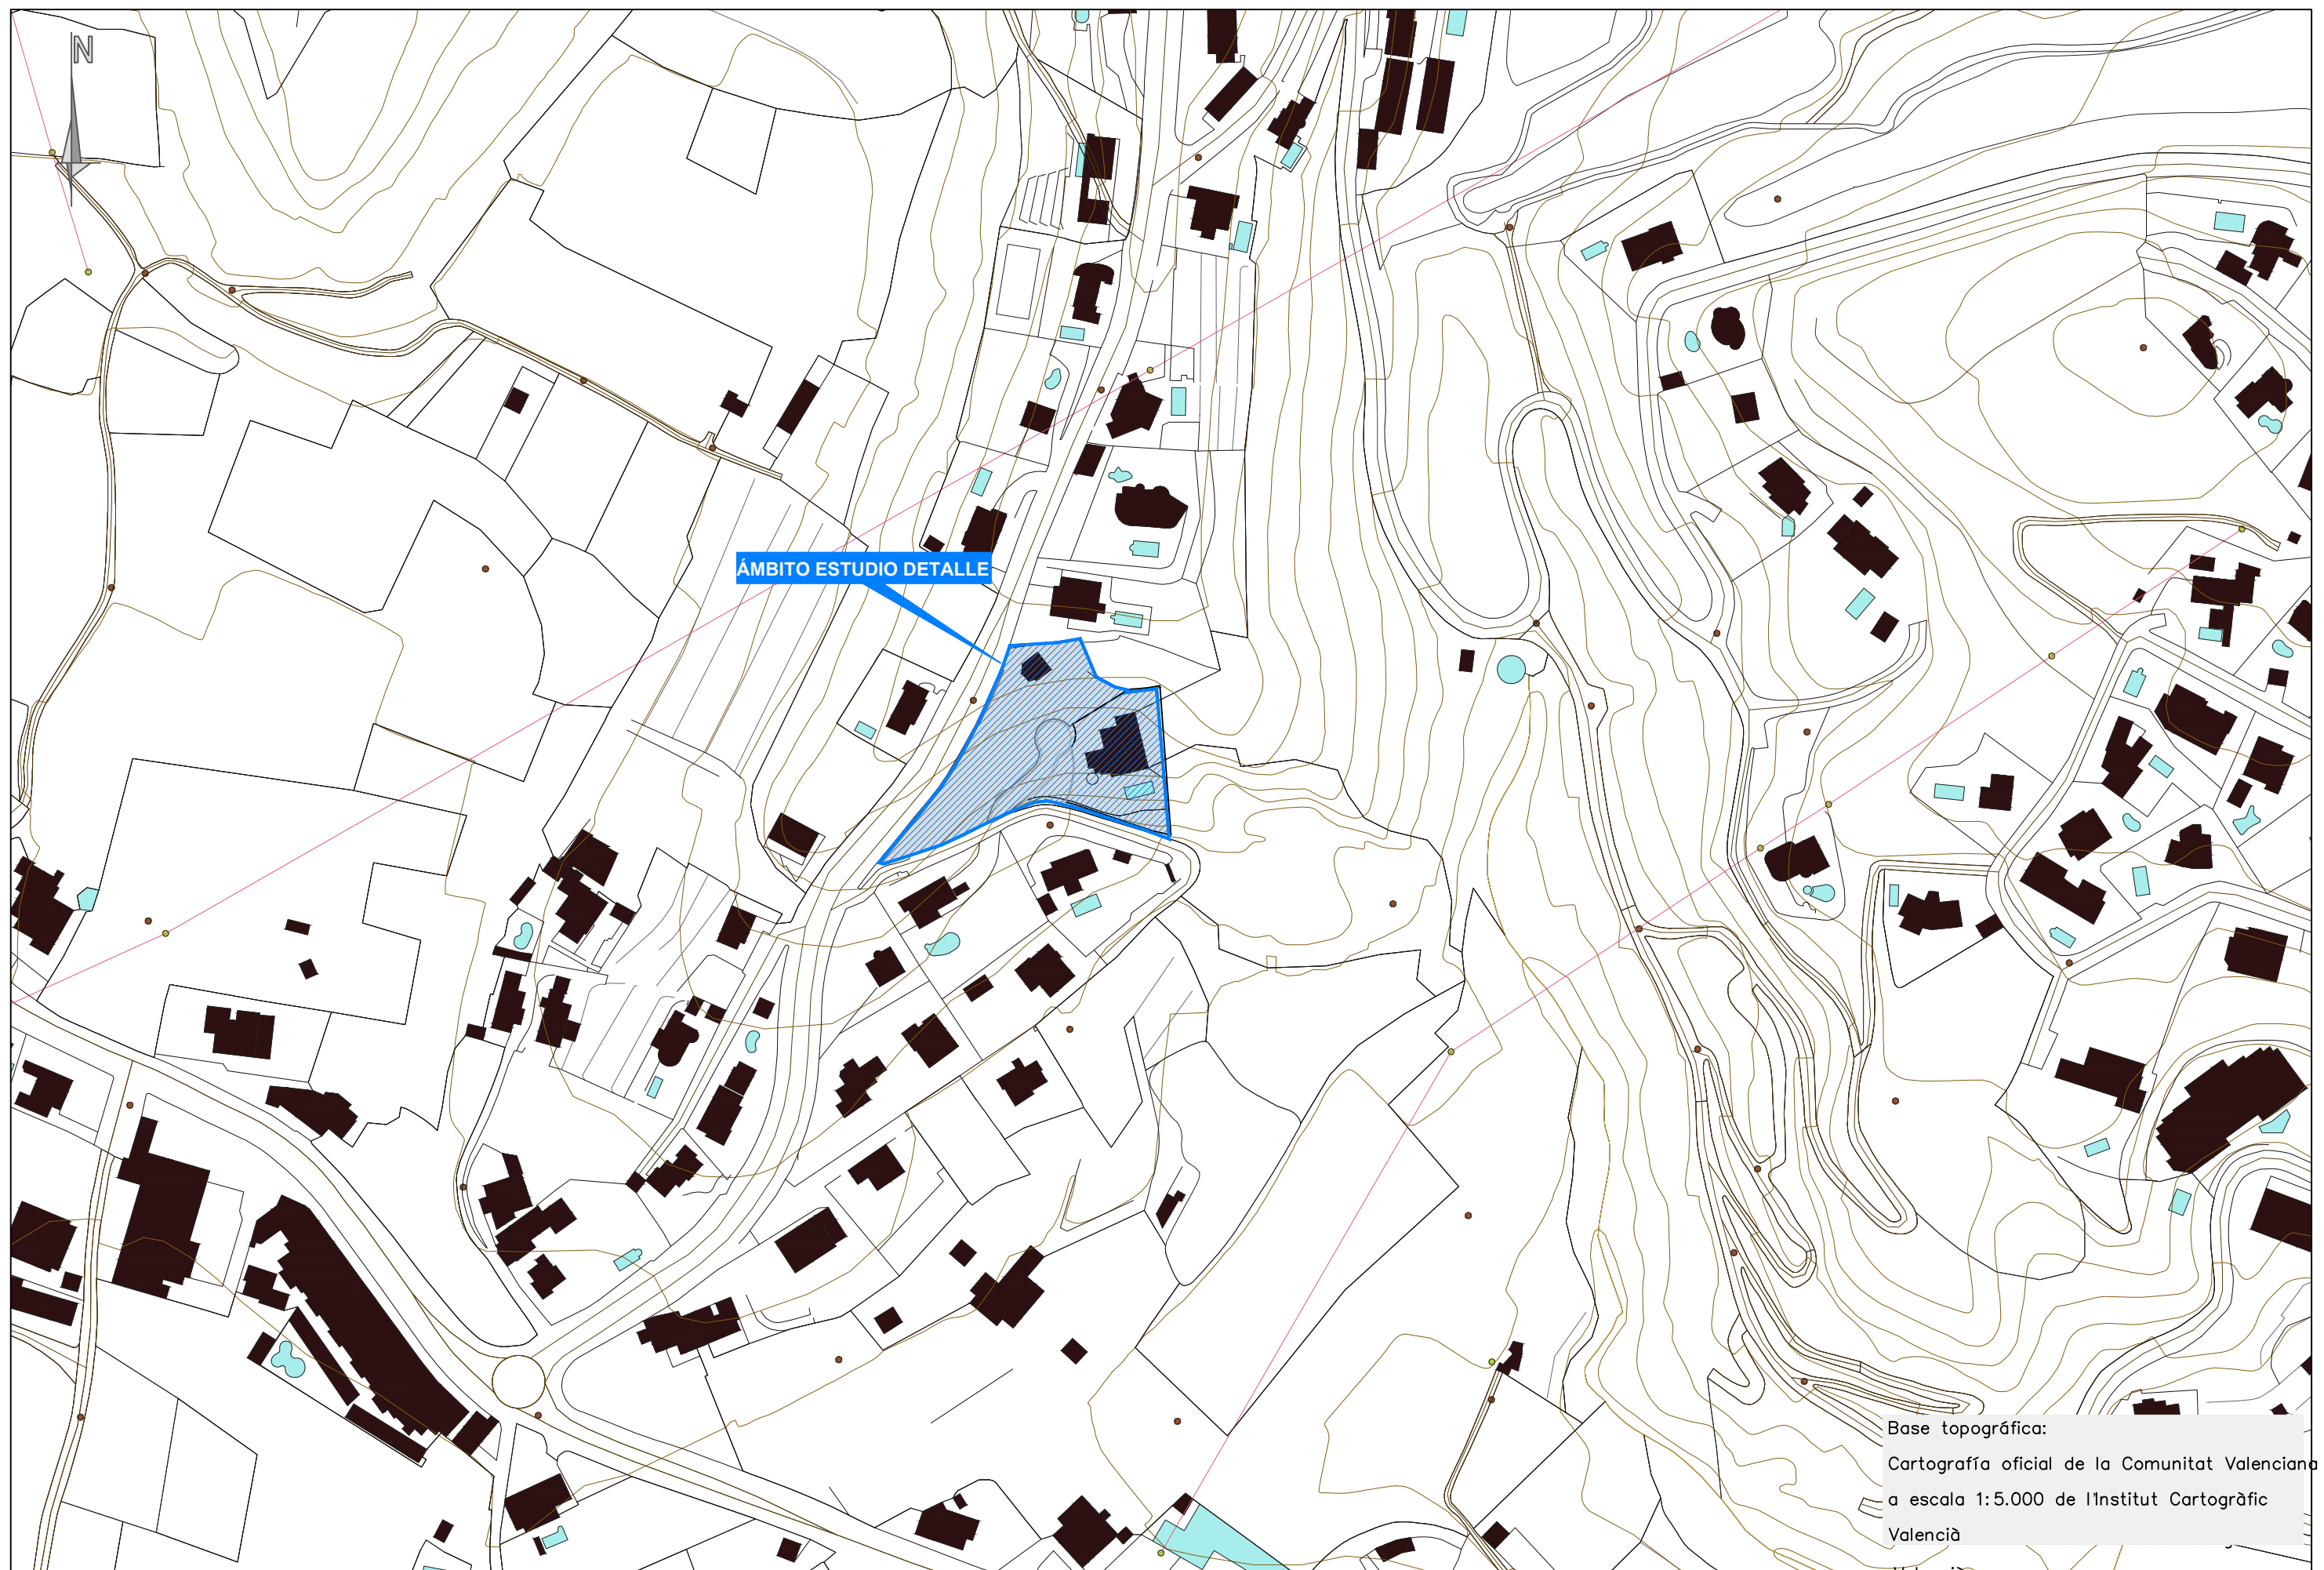 N
ÁMBITO ESTUDIO DETALLE
Base topográfica:
Cartografía oficial de la Comunitat Valenciana
a escala 1:5.000 de l'Institut Cartogràfic
Valencià